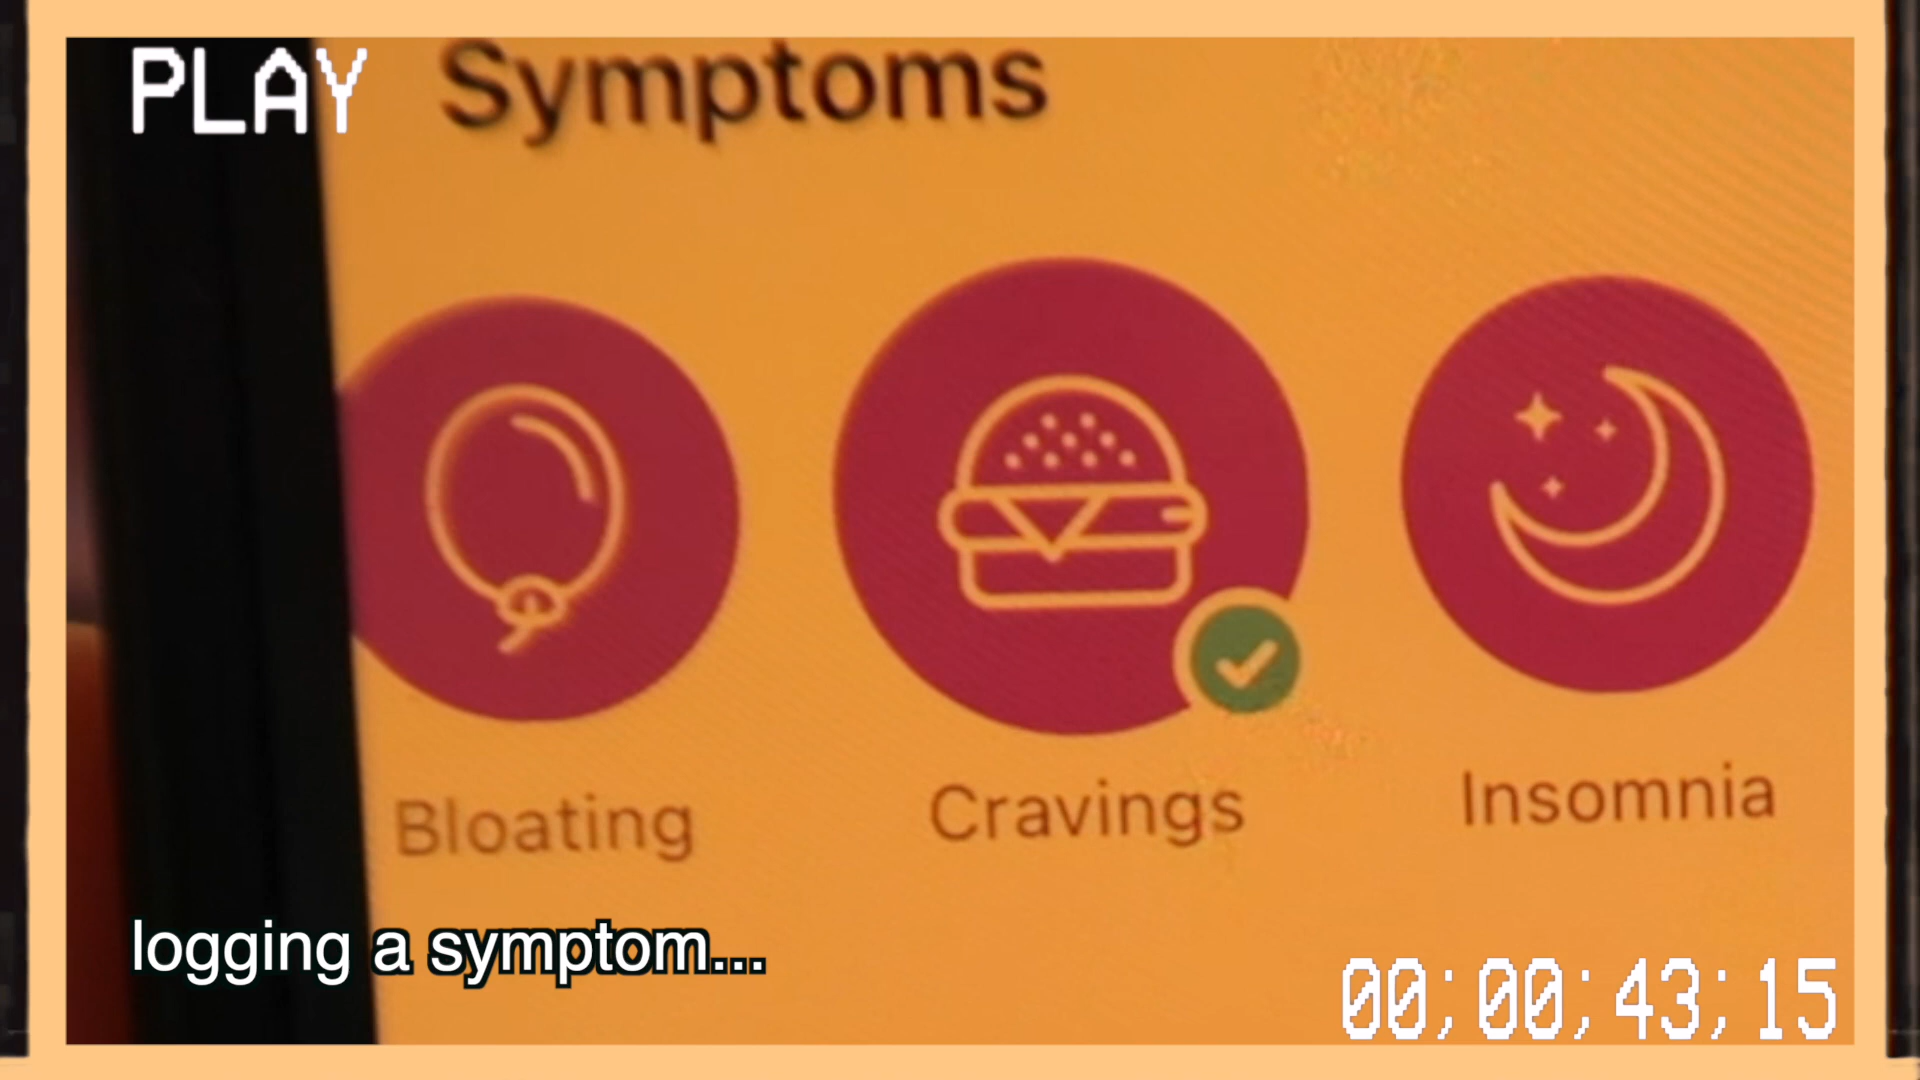 PLAY
Symptoms
Bloating
Cravings
Insomnia
logging a symptom...
00;00;43;15